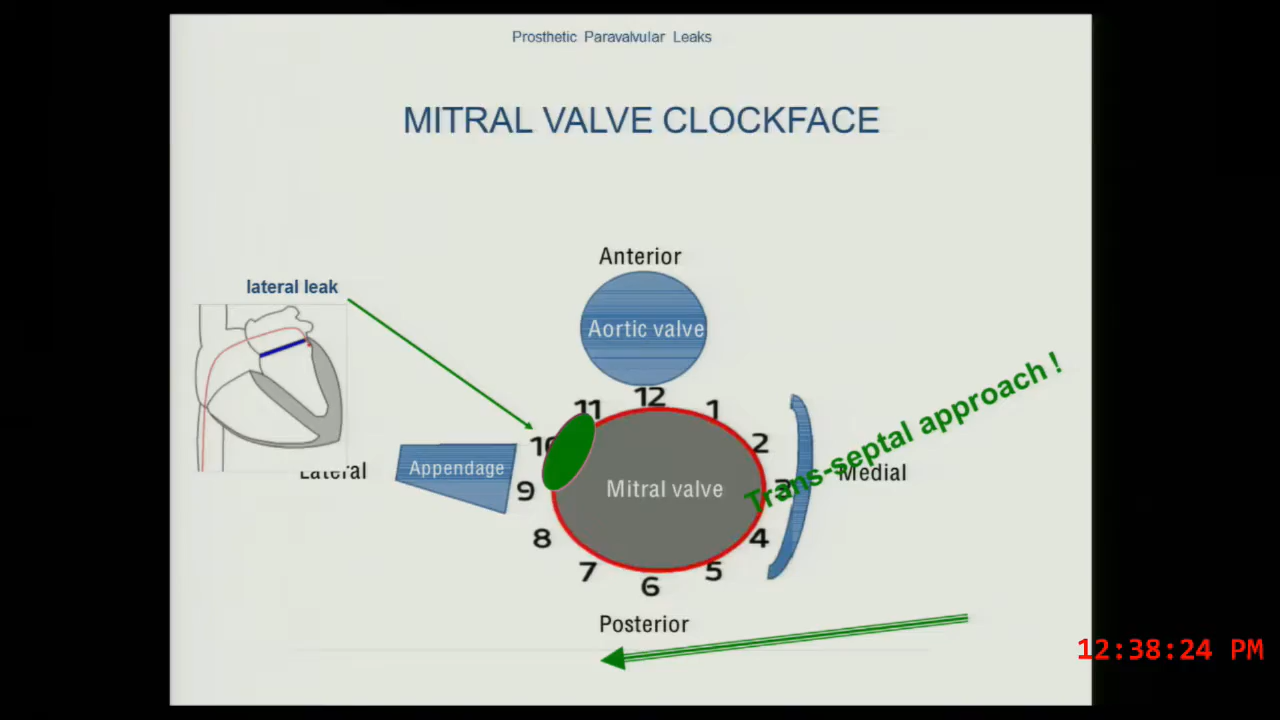 Prosthetic Paravalvular Leaks
MITRAL VALVE CLOCKFACE
Anterior
lateral leak
Aortic valve
Trans-septal approach !
12
11
1
10
2
Lateral
Appendage
9
Mitral valve
3
Medial
8
4
7
5
6
Posterior
12:38:24 PM